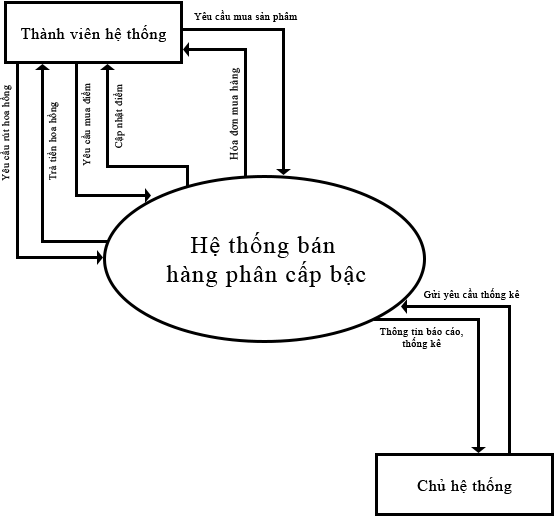 Yêu cầu mua sản phẩm
Thành viên hệ thống
Yêu cầu rút hoa hồng
Trả tiền hoa hồng
Yêu cầu mua điểm
Cập nhật điểm
Hóa đơn mua hàng
Hệ thống bán
hàng phân cấp bậc
Gửi yêu cầu thống kê
Thông tin báo cáo,
thống kê
Chủ hệ thống